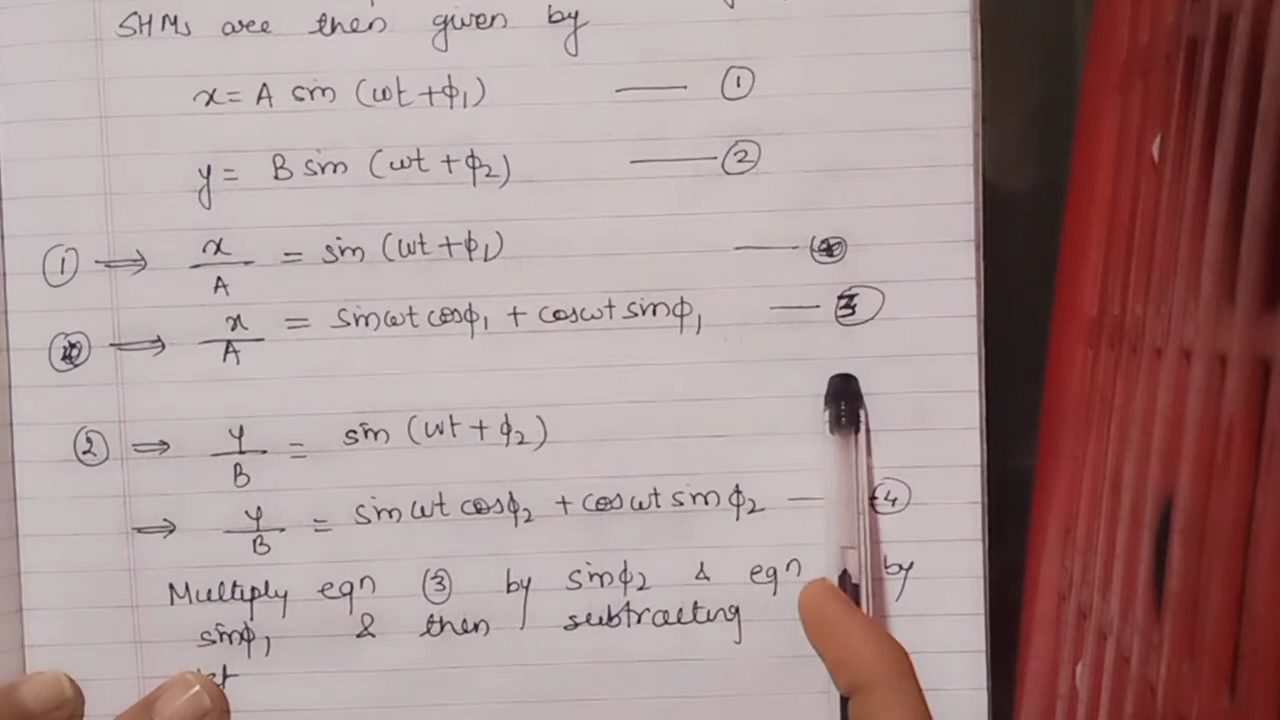 SHMs are then given by
x = A sin (ωt + ϕ₁) —— ①
y = B sin (ωt + ϕ₂) —— ②
① ⟹ x/A = sin (ωt + ϕ₁) ——
⟹ x/A = sinωt cosϕ₁ + cosωt sinϕ₁ — ③
② ⟹ y/B = sin (ωt + ϕ₂)
⟹ y/B = sinωt cosϕ₂ + cosωt sinϕ₂ — ④
Multiply eqn ③ by sinϕ₂ & eqn by
sinϕ₁ & then subtracting